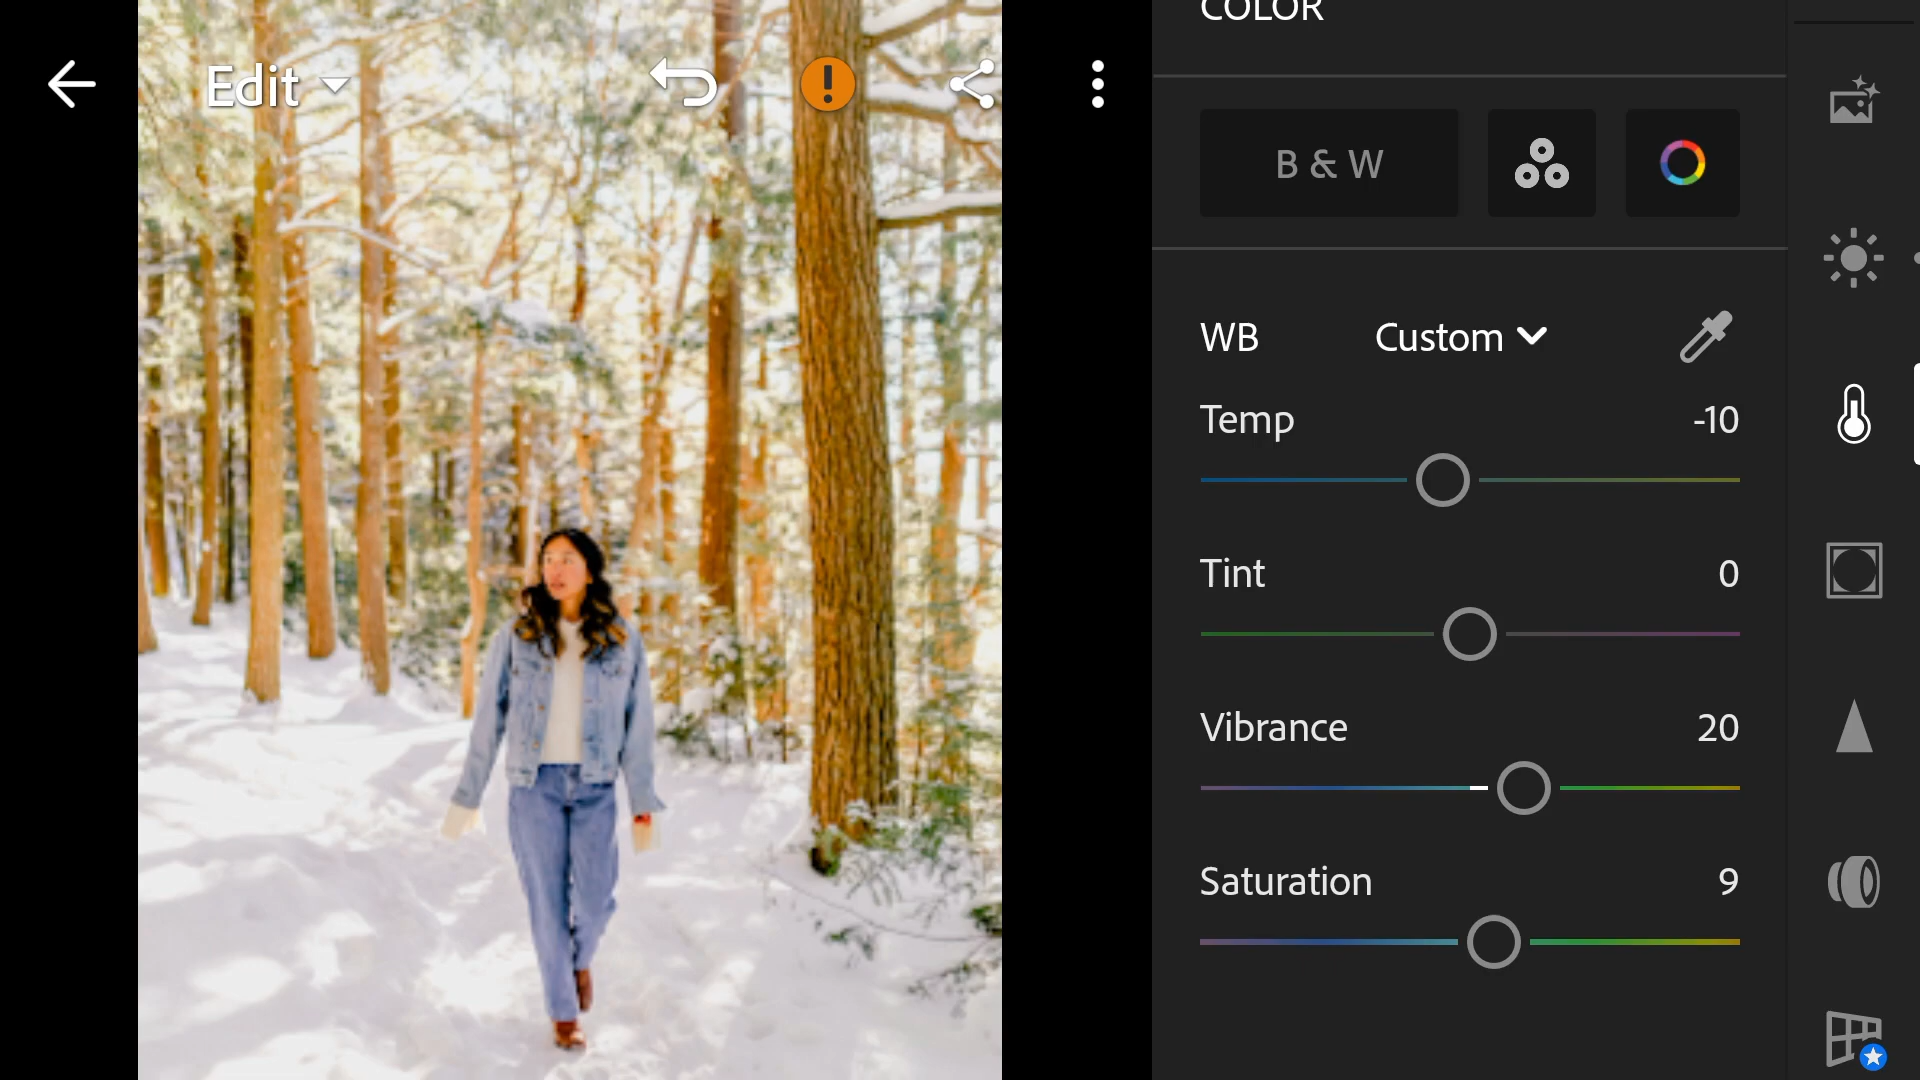 Edit
COLOR
B & W
WB Custom
Temp -10
Tint 0
Vibrance 20
Saturation 9